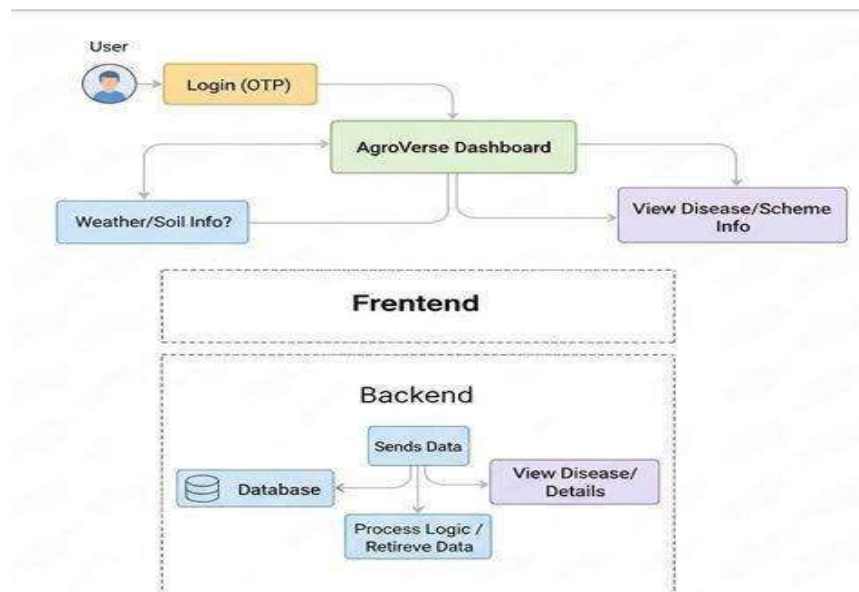 User
Login (OTP)
AgroVerse Dashboard
Weather/Soil Info?
View Disease/Scheme
Info
Frentend
Backend
Sends Data
Database
View Disease/
Details
Process Logic /
Retireve Data